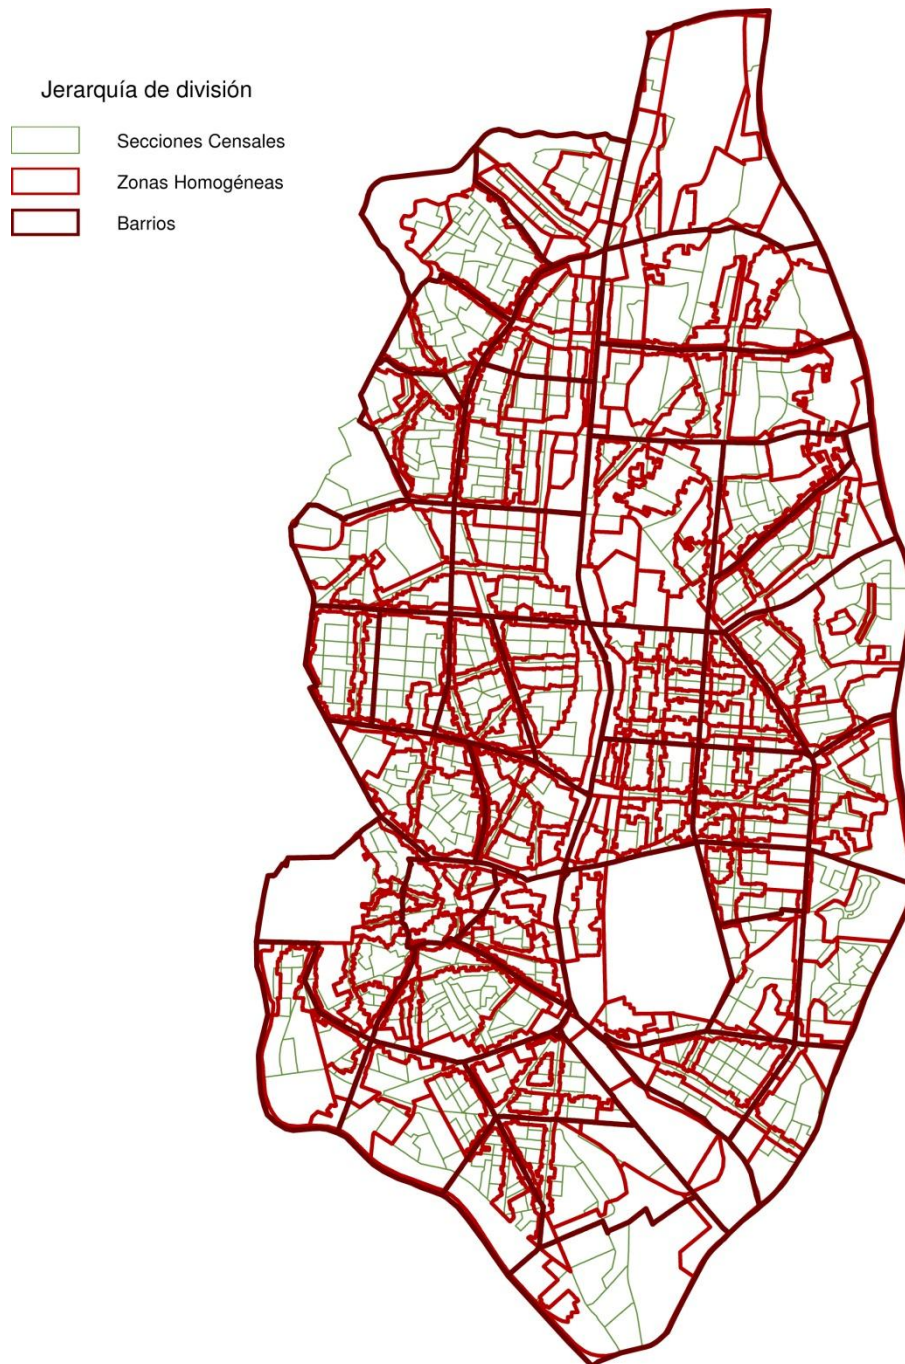 Jerarquía de división
Secciones Censales
Zonas Homogéneas
Barrios